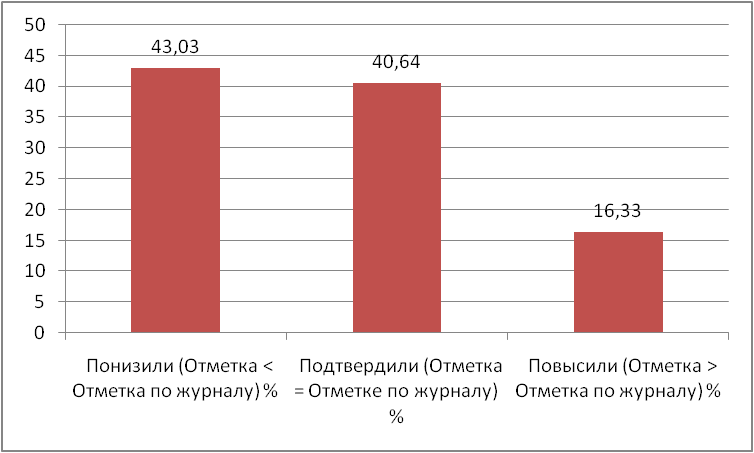 50
45
40
35
30
25
20
15
10
5
0
43,03
40,64
16,33
Понизили (Отметка <
Отметка по журналу) %
Подтвердили (Отметка
= Отметке по журналу)
%
Повысили (Отметка >
Отметка по журналу) %